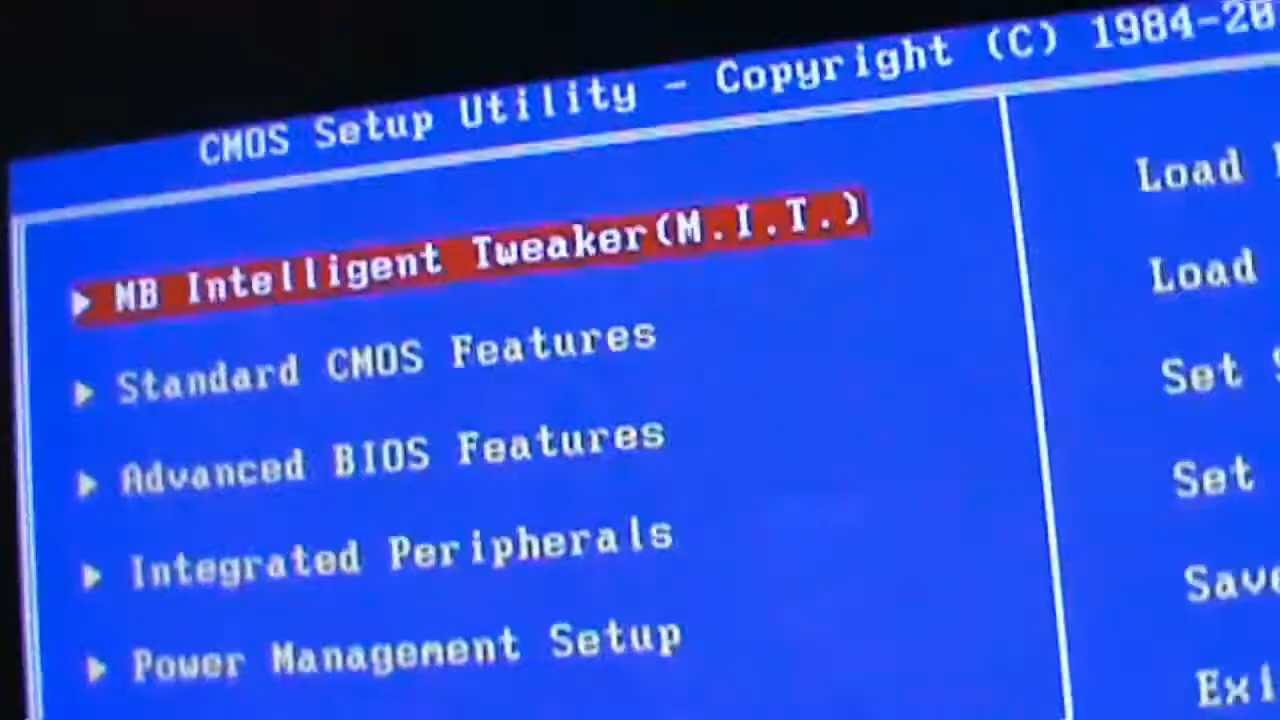 CMOS Setup Utility - Copyright (C) 1984-20
MB Intelligent Tweaker(M.I.T.)
Standard CMOS Features
Advanced BIOS Features
Integrated Peripherals
Power Management Setup
Load
Load
Set
Set
Save